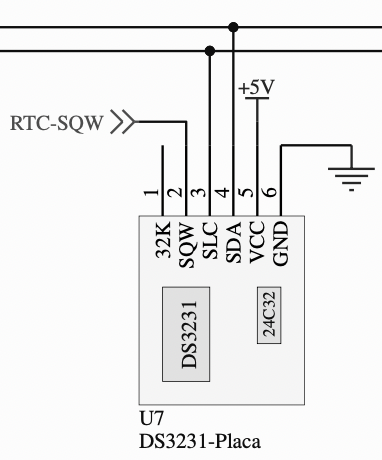 +5V
RTC-SQW
1
2
3
4
5
6
32K
SQW
SLC
SDA
VCC
GND
DS3231
24C32
U7
DS3231-Placa